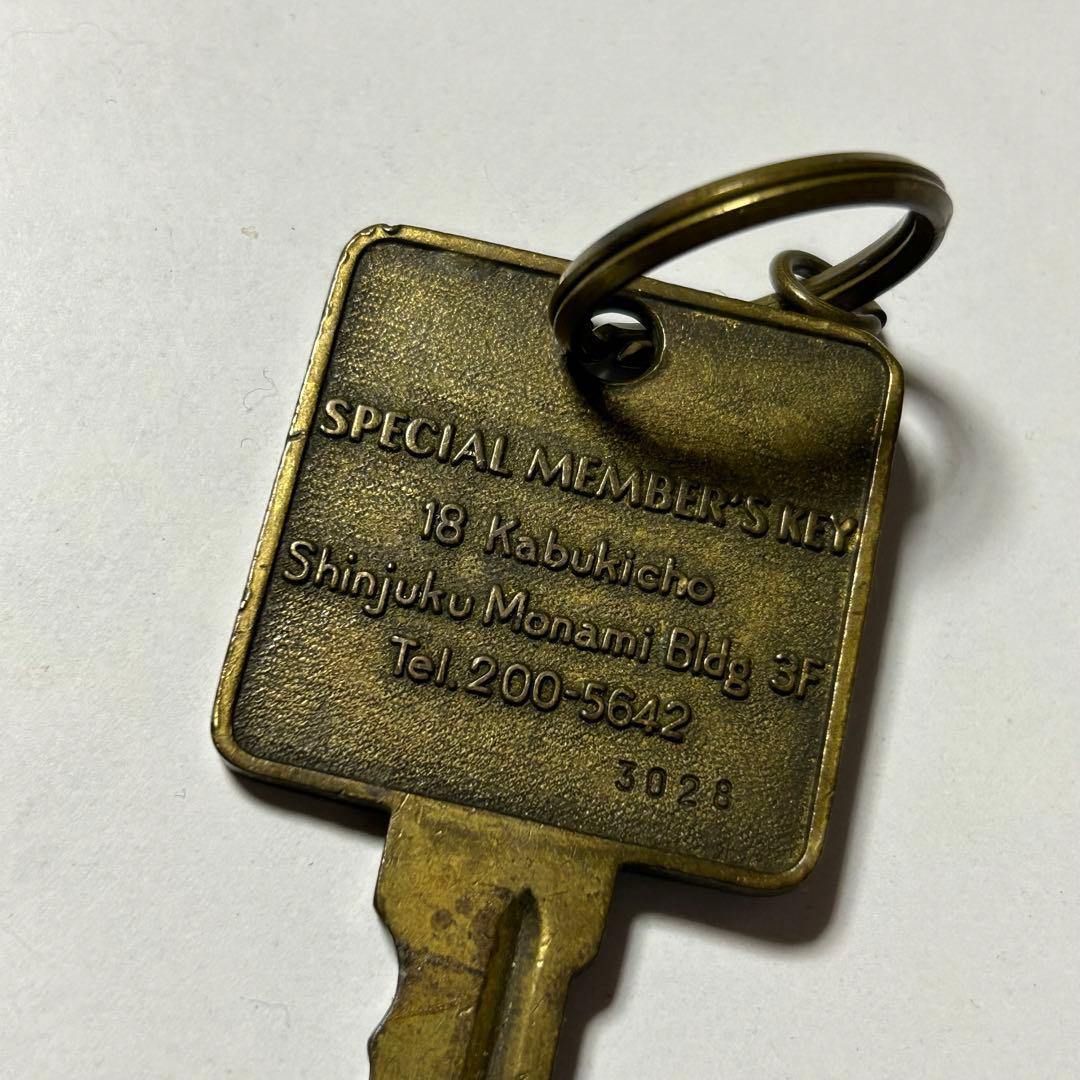 SPECIAL MEMBER'S KEY
18 Kabukicho
Shinjuku Monami Bldg 3F
Tel. 200-5642
3028